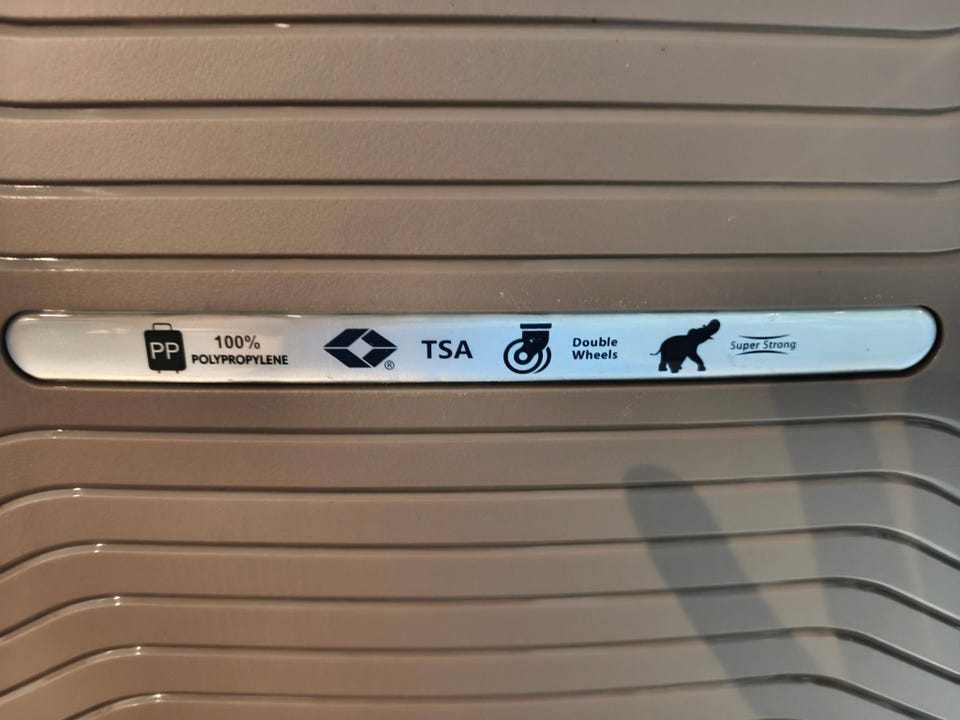 PP
100%
POLYPROPYLENE
®
TSA
Double
Wheels
Super Strong